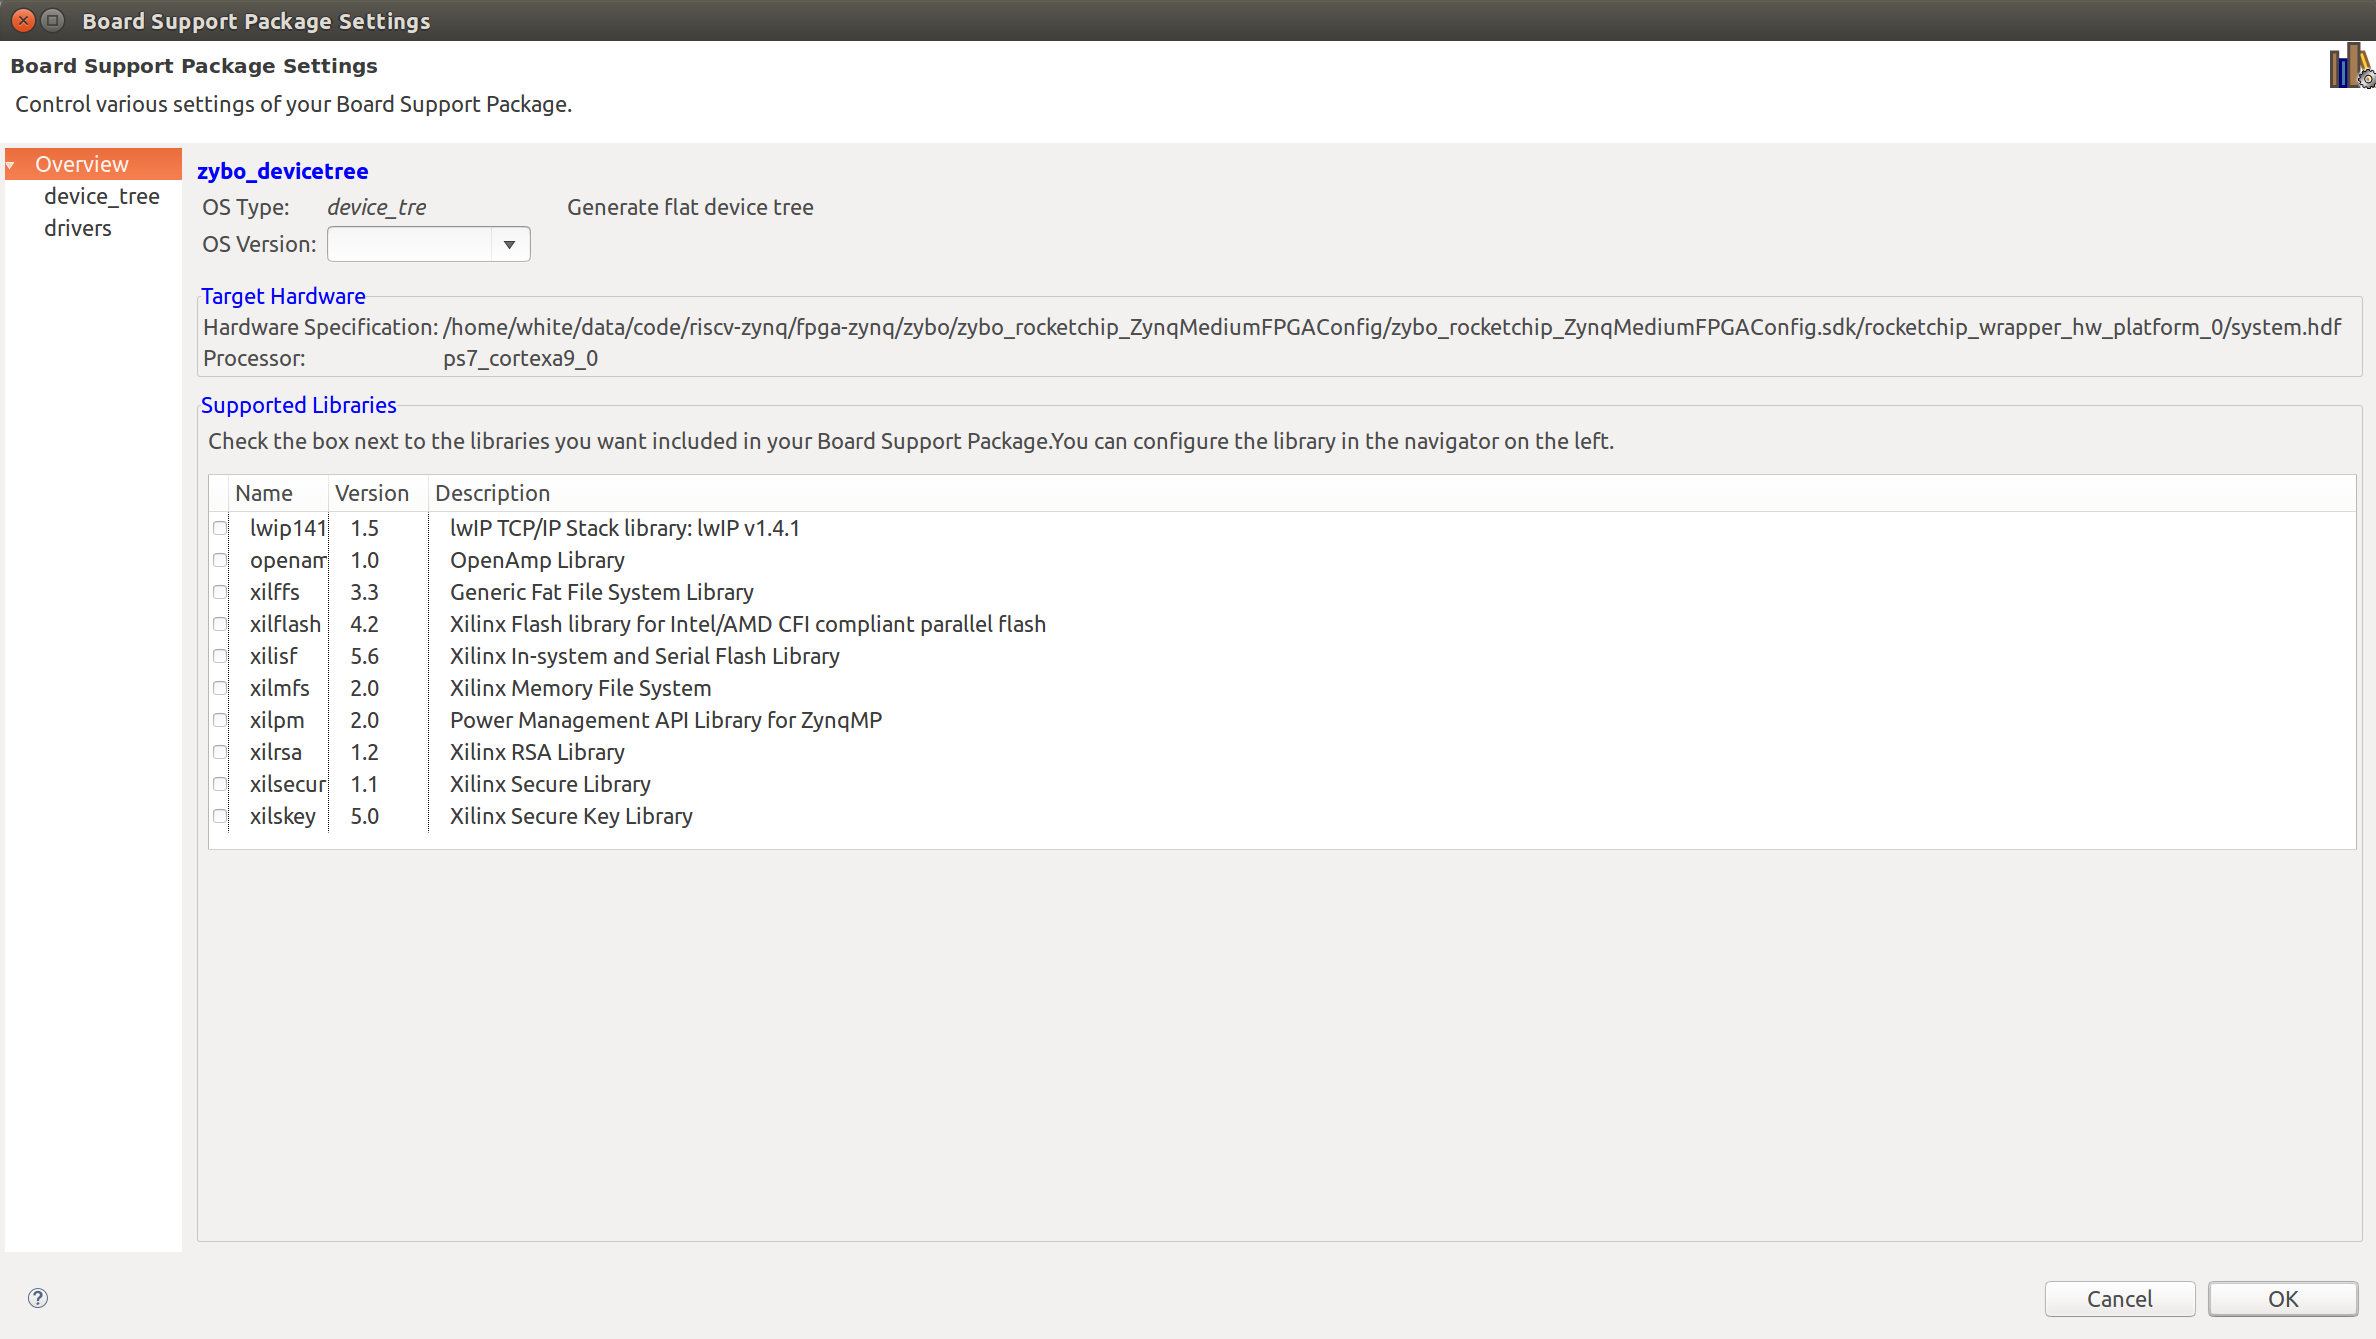 Board Support Package Settings
Board Support Package Settings
Control various settings of your Board Support Package.
Overview
device_tree
drivers
zybo_devicetree
OS Type: device_tre Generate flat device tree
OS Version:
Target Hardware
Hardware Specification: /home/white/data/code/riscv-zynq/fpga-zynq/zybo/zybo_rocketchip_ZynqMediumFPGAConfig/zybo_rocketchip_ZynqMediumFPGAConfig.sdk/rocketchip_wrapper_hw_platform_0/system.hdf
Processor: ps7_cortexa9_0
Supported Libraries
Check the box next to the libraries you want included in your Board Support Package.You can configure the library in the navigator on the left.
Name Version Description
lwip141 1.5 lwIP TCP/IP Stack library: lwIP v1.4.1
openam 1.0 OpenAmp Library
xilffs 3.3 Generic Fat File System Library
xilflash 4.2 Xilinx Flash library for Intel/AMD CFI compliant parallel flash
xilisf 5.6 Xilinx In-system and Serial Flash Library
xilmfs 2.0 Xilinx Memory File System
xilpm 2.0 Power Management API Library for ZynqMP
xilrsa 1.2 Xilinx RSA Library
xilsecur 1.1 Xilinx Secure Library
xilskey 5.0 Xilinx Secure Key Library
?
Cancel OK